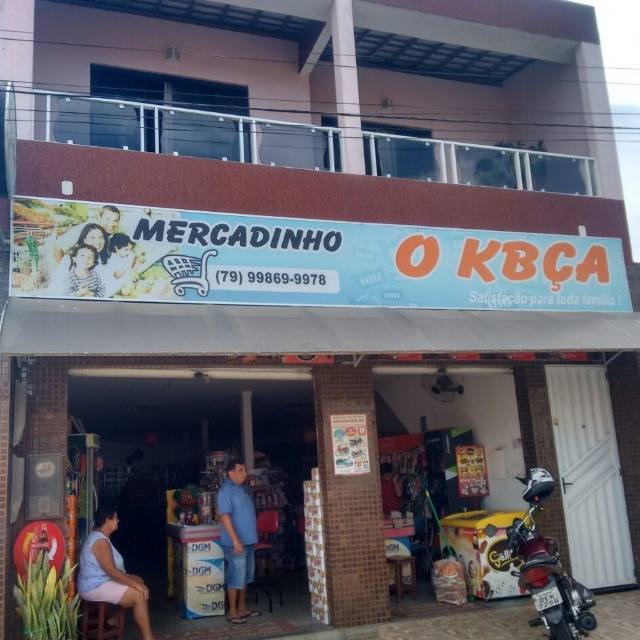 MERCADINHO
(79) 99869-9978
O KBÇA
Satisfação para toda família !
DGM
DGM
DGM